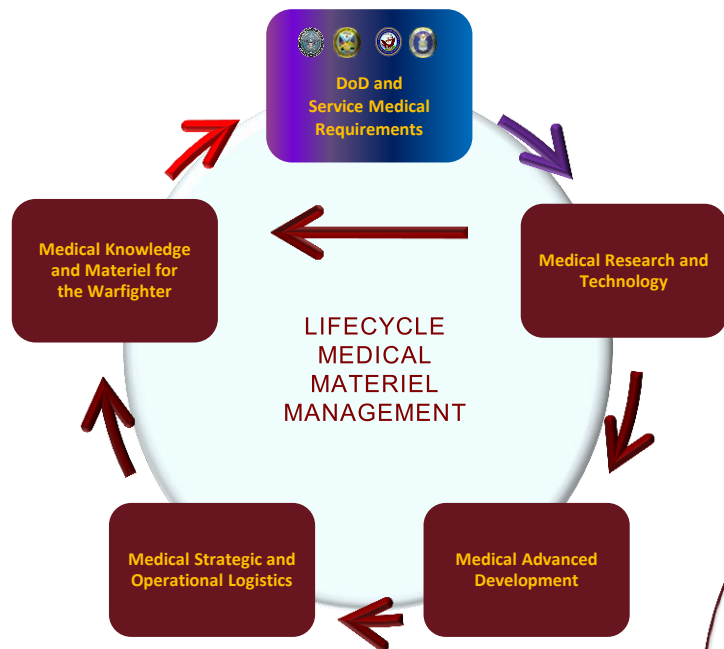 DoD and
Service Medical
Requirements
Medical Knowledge
and Materiel for
the Warfighter
Medical Research and
Technology
LIFECYCLE
MEDICAL
MATERIEL
MANAGEMENT
Medical Strategic and
Operational Logistics
Medical Advanced
Development